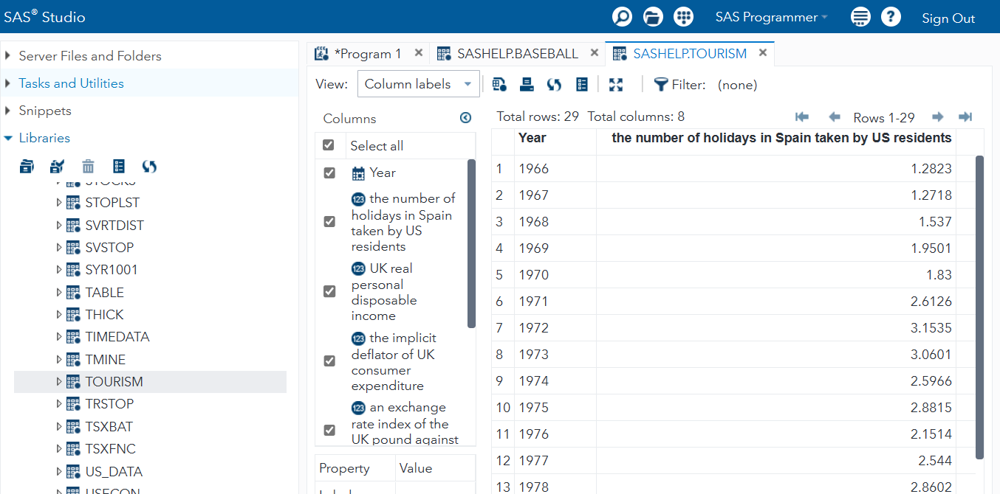 SAS® Studio
SAS Programmer
Sign Out
Server Files and Folders
Tasks and Utilities
Snippets
Libraries
STOCKS
STOPLST
SVRTDIST
SVSTOP
SYR1001
TABLE
THICK
TIMEDATA
TMINE
TOURISM
TRSTOP
TSXBAT
TSXFNC
US_DATA
USECON
*Program 1
SASHELP.BASEBALL
SASHELP.TOURISM
View: Column labels
Filter: (none)
Columns
Select all
Year
123 the number of
holidays in Spain
taken by US
residents
123 UK real
personal
disposable
income
123 the implicit
deflator of UK
consumer
expenditure
123 an exchange
rate index of the
UK pound against
Property Value
Total rows: 29 Total columns: 8
Rows 1-29
Year the number of holidays in Spain taken by US residents
1 1966 1.2823
2 1967 1.2718
3 1968 1.537
4 1969 1.9501
5 1970 1.83
6 1971 2.6126
7 1972 3.1535
8 1973 3.0601
9 1974 2.5966
10 1975 2.8815
11 1976 2.1514
12 1977 2.544
13 1978 2.8602